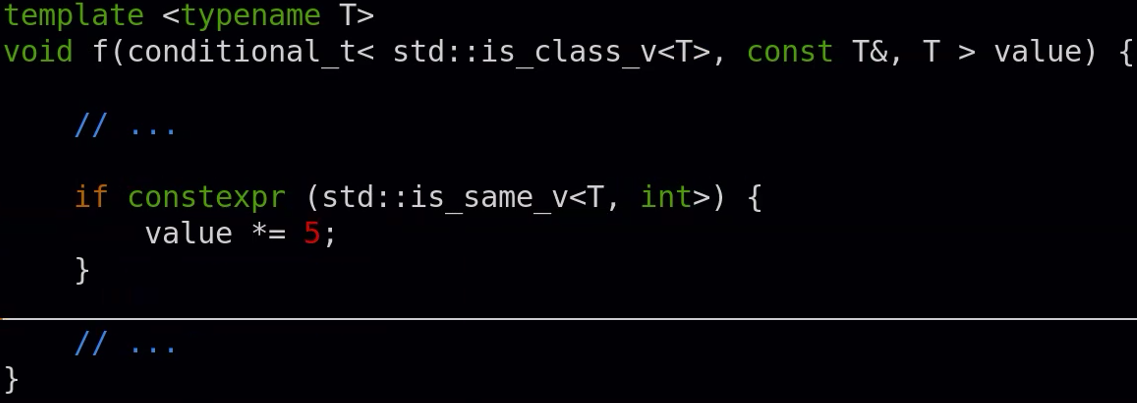 template <typename T>
void f(conditional_t< std::is_class_v<T>, const T&, T > value) {
// ...
if constexpr (std::is_same_v<T, int>) {
value *= 5;
}
// ...
}